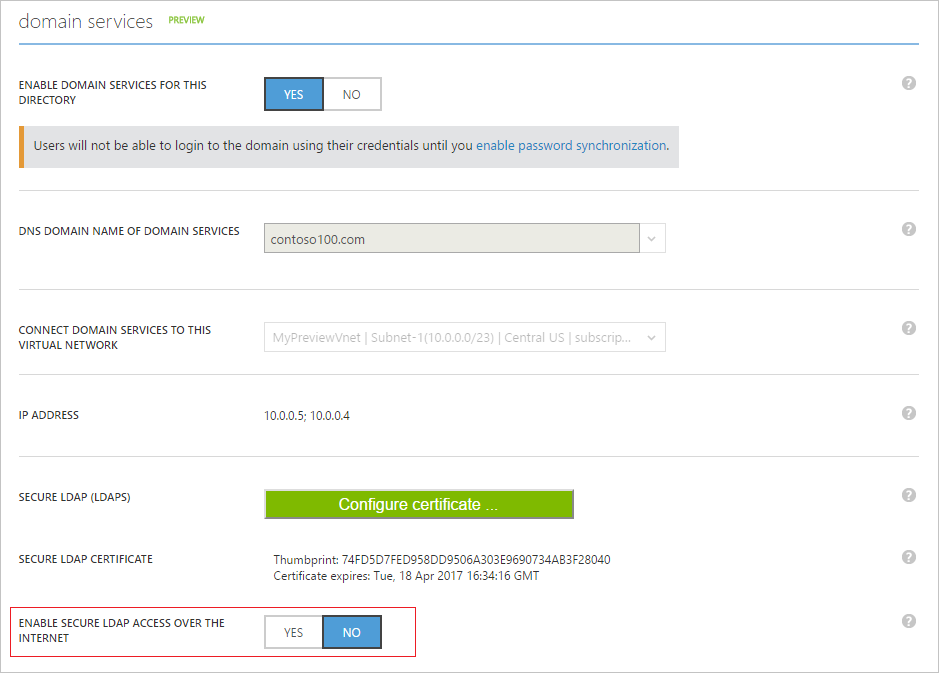 domain services PREVIEW
ENABLE DOMAIN SERVICES FOR THIS
DIRECTORY
YES NO
?
Users will not be able to login to the domain using their credentials until you enable password synchronization.
DNS DOMAIN NAME OF DOMAIN SERVICES
contoso100.com
?
CONNECT DOMAIN SERVICES TO THIS
VIRTUAL NETWORK
MyPreviewVnet | Subnet-1(10.0.0.0/23) | Central US | subscrip...
?
IP ADDRESS
10.0.0.5; 10.0.0.4
?
SECURE LDAP (LDAPS)
Configure certificate ...
?
SECURE LDAP CERTIFICATE
Thumbprint: 74FD5D7FED958DD9506A303E9690734AB3F28040
Certificate expires: Tue, 18 Apr 2017 16:34:16 GMT
?
ENABLE SECURE LDAP ACCESS OVER THE
INTERNET
YES NO
?